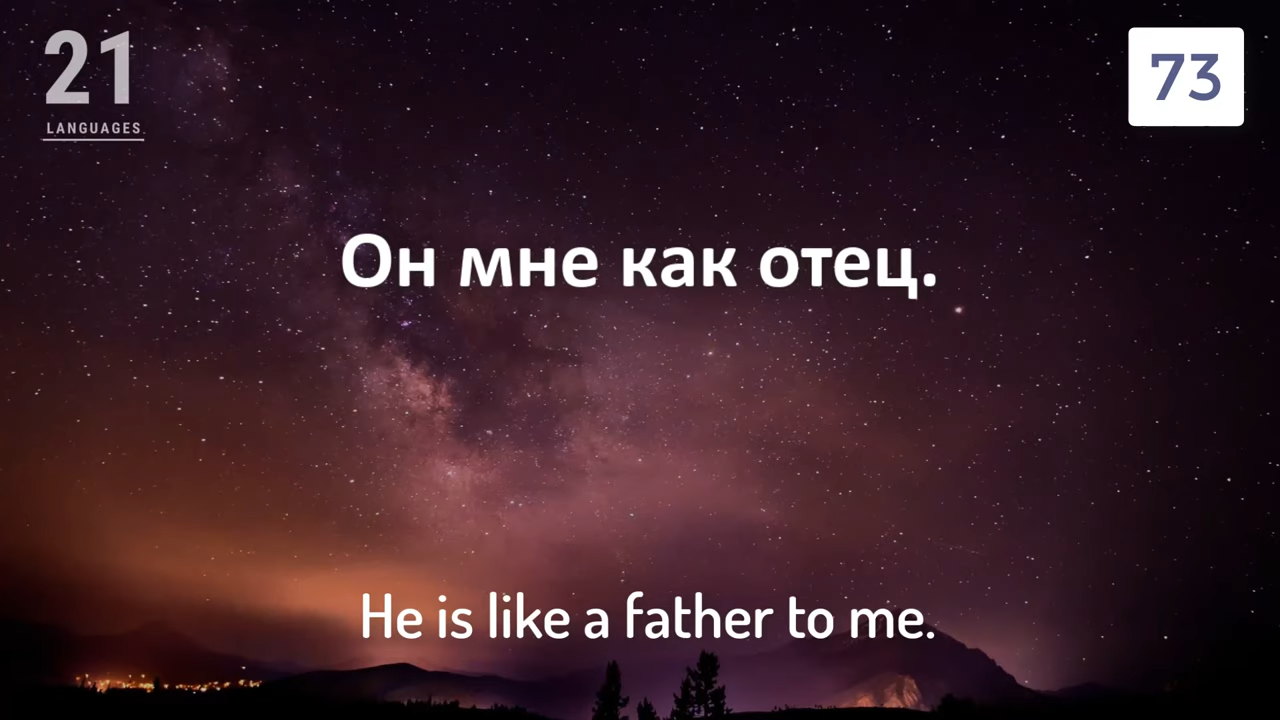 21
LANGUAGES
73
Он мне как отец.
He is like a father to me.